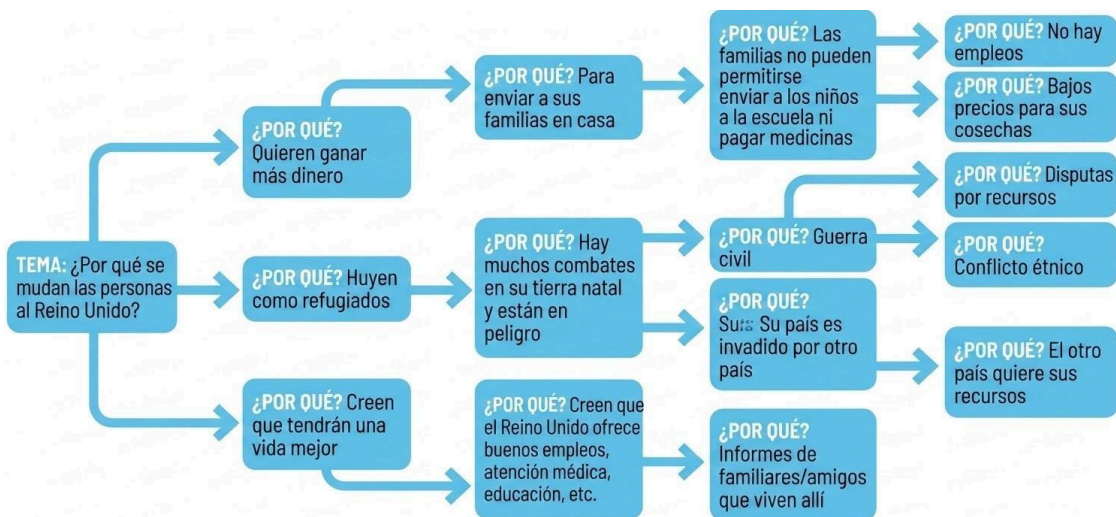 TEMA: ¿Por qué se
mudan las personas
al Reino Unido?
¿POR QUÉ?
Quieren ganar
más dinero
¿POR QUÉ? Para
enviar a sus
familias en casa
¿POR QUÉ? Las
familias no pueden
permitirse
enviar a los niños
a la escuela ni
pagar medicinas
¿POR QUÉ? No hay
empleos
¿POR QUÉ? Bajos
precios para sus
cosechas
¿POR QUÉ? Huyen
como refugiados
¿POR QUÉ? Hay
muchos combates
en su tierra natal
y están en
peligro
¿POR QUÉ? Guerra
civil
¿POR QUÉ? Disputas
por recursos
¿POR QUÉ?
Conflicto étnico
¿POR QUÉ?
Su Su país es
invadido por otro
país
¿POR QUÉ? El otro
país quiere sus
recursos
¿POR QUÉ? Creen
que tendrán una
vida mejor
¿POR QUÉ? Creen que
el Reino Unido ofrece
buenos empleos,
atención médica,
educación, etc.
¿POR QUÉ?
Informes de
familiares/amigos
que viven allí